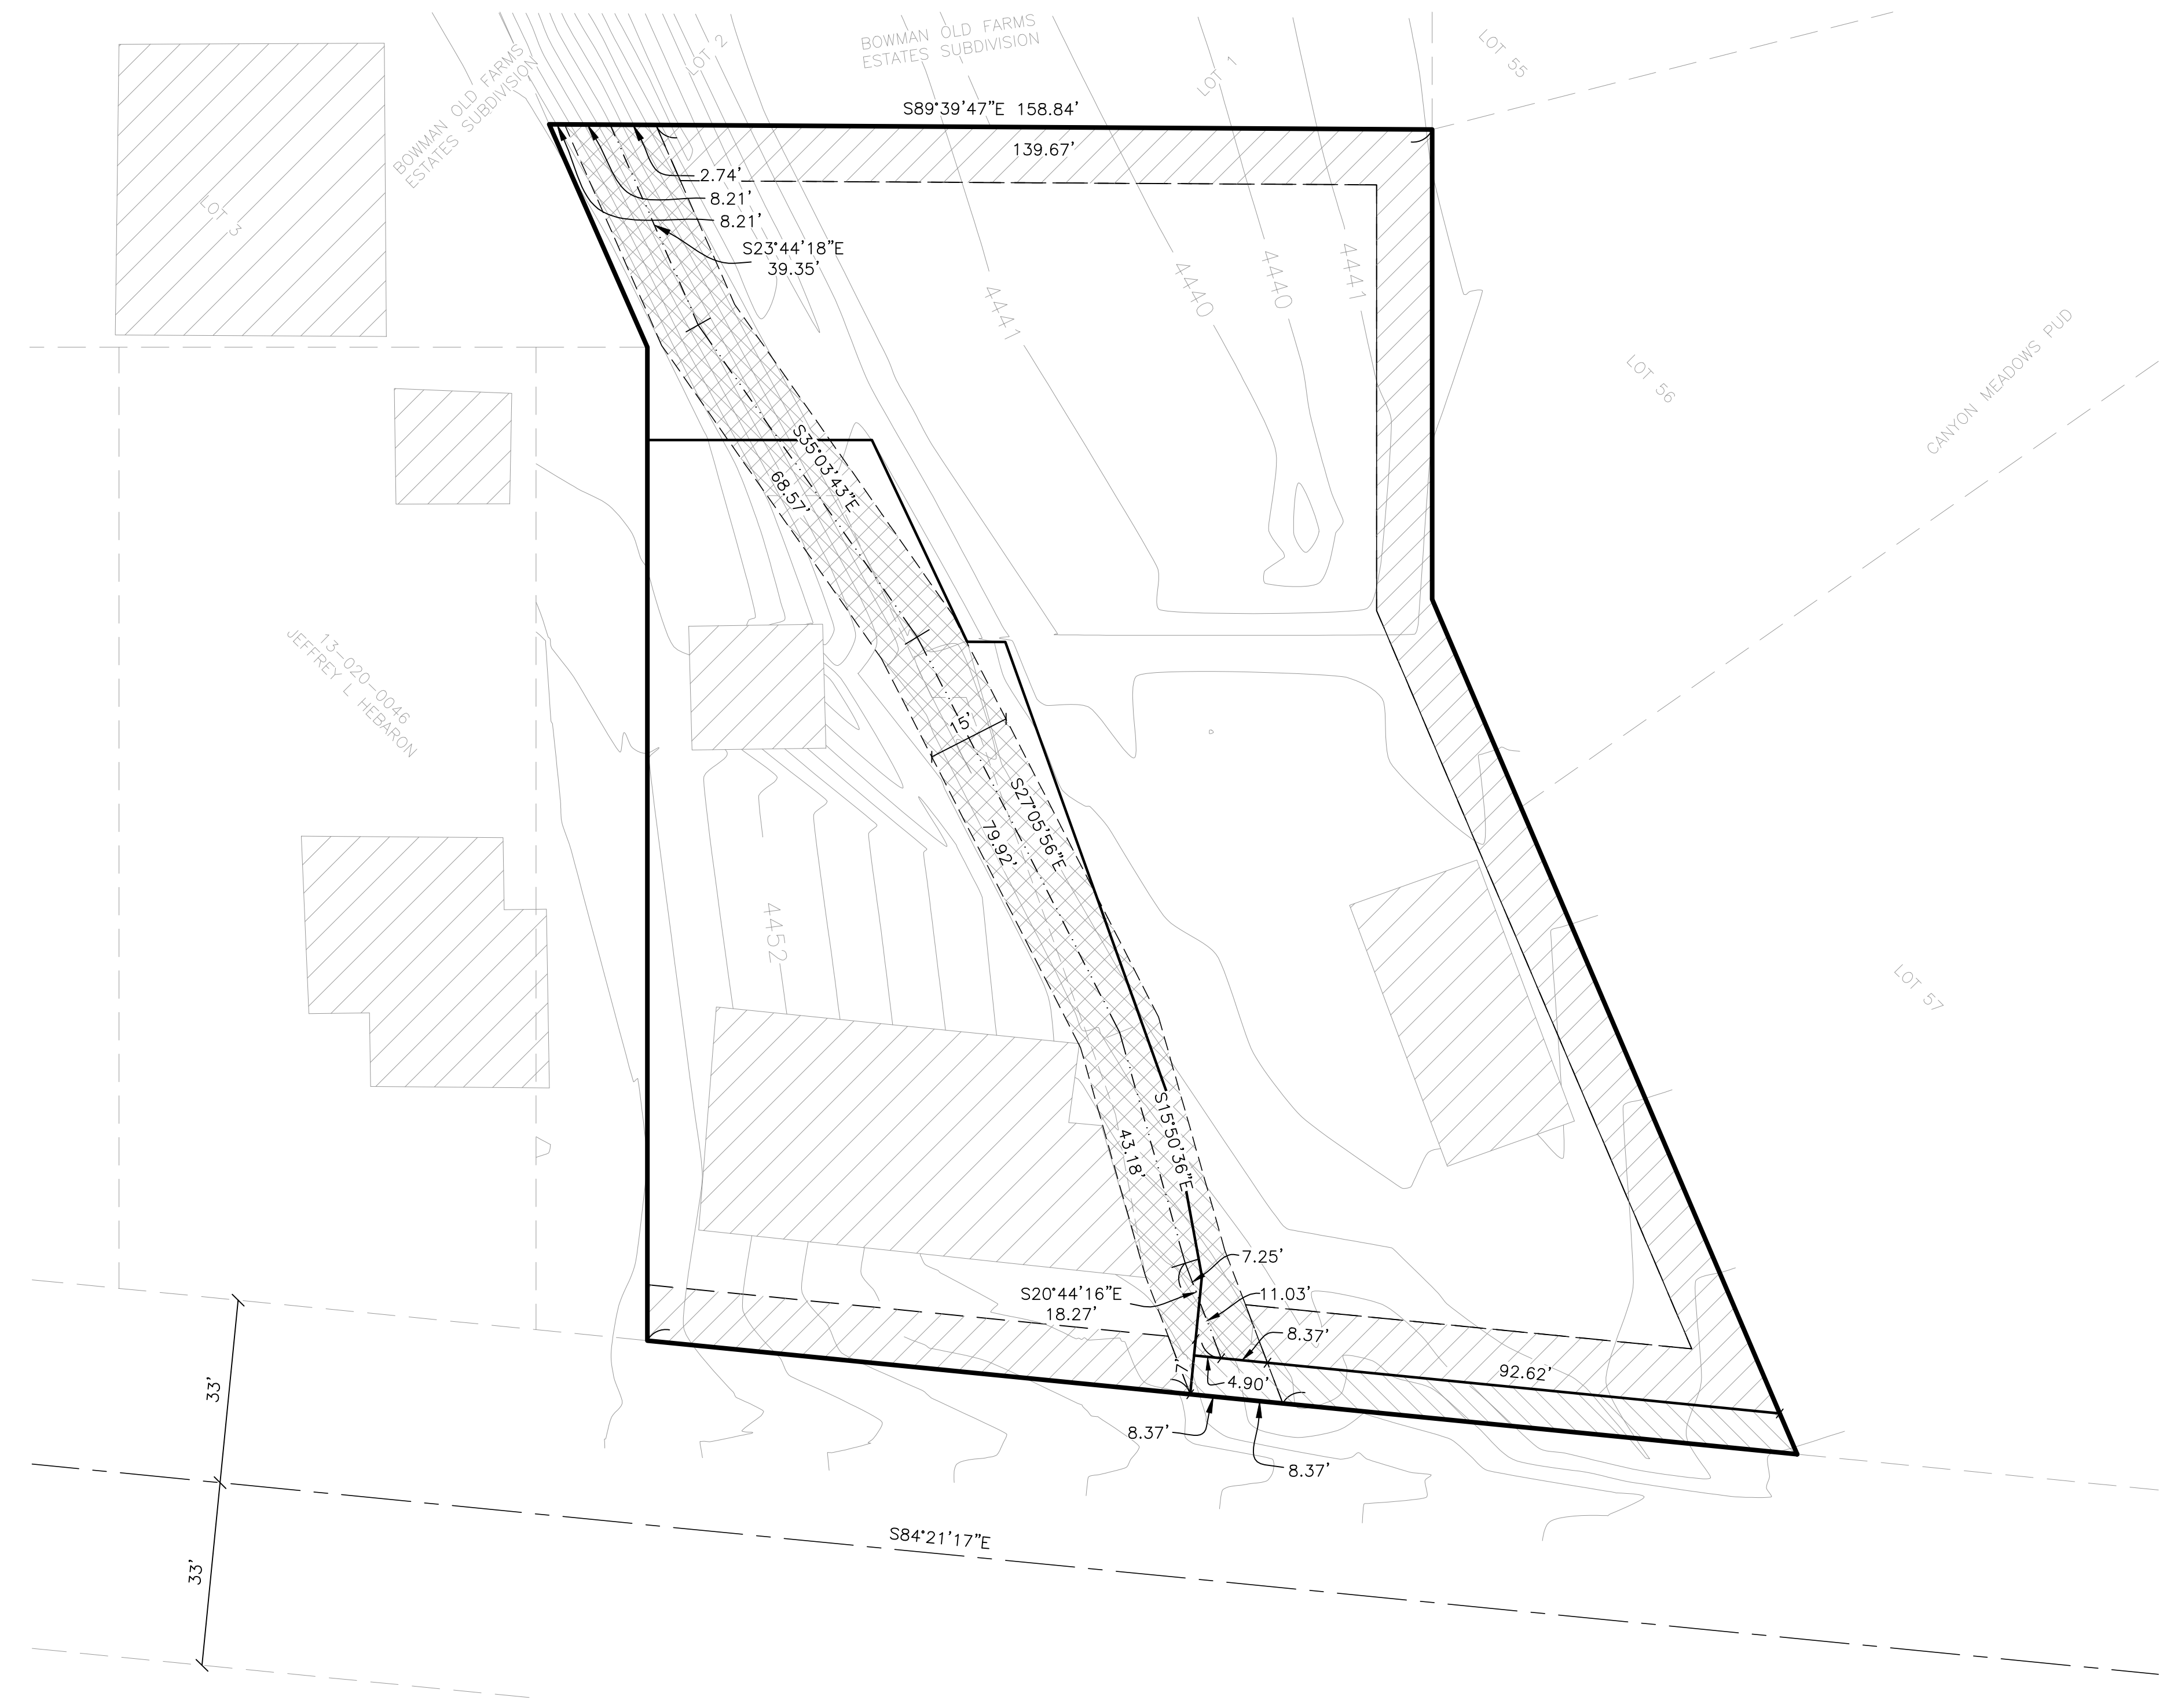 BOWMAN OLD FARMS
ESTATES SUBDIVISION
LOT 2
BOWMAN OLD FARMS
ESTATES SUBDIVISION
LOT 1
LOT 55
S89°39'47"E 158.84'
139.67'
LOT 3
2.74'
8.21'
8.21'
S23°44'18"E
39.35'
4441
4440
4440
4441
LOT 56
CANYON MEADOWS PUD
S35°03'43"E
68.57'
13-020-0046
JEFFREY L HEBARON
15'
S27°05'56"E
79.92'
4452
LOT 57
S15°50'36"E
43.18'
7.25'
S20°44'16"E
18.27'
11.03'
8.37'
7'
4.90'
92.62'
8.37'
8.37'
33'
33'
S84°21'17"E